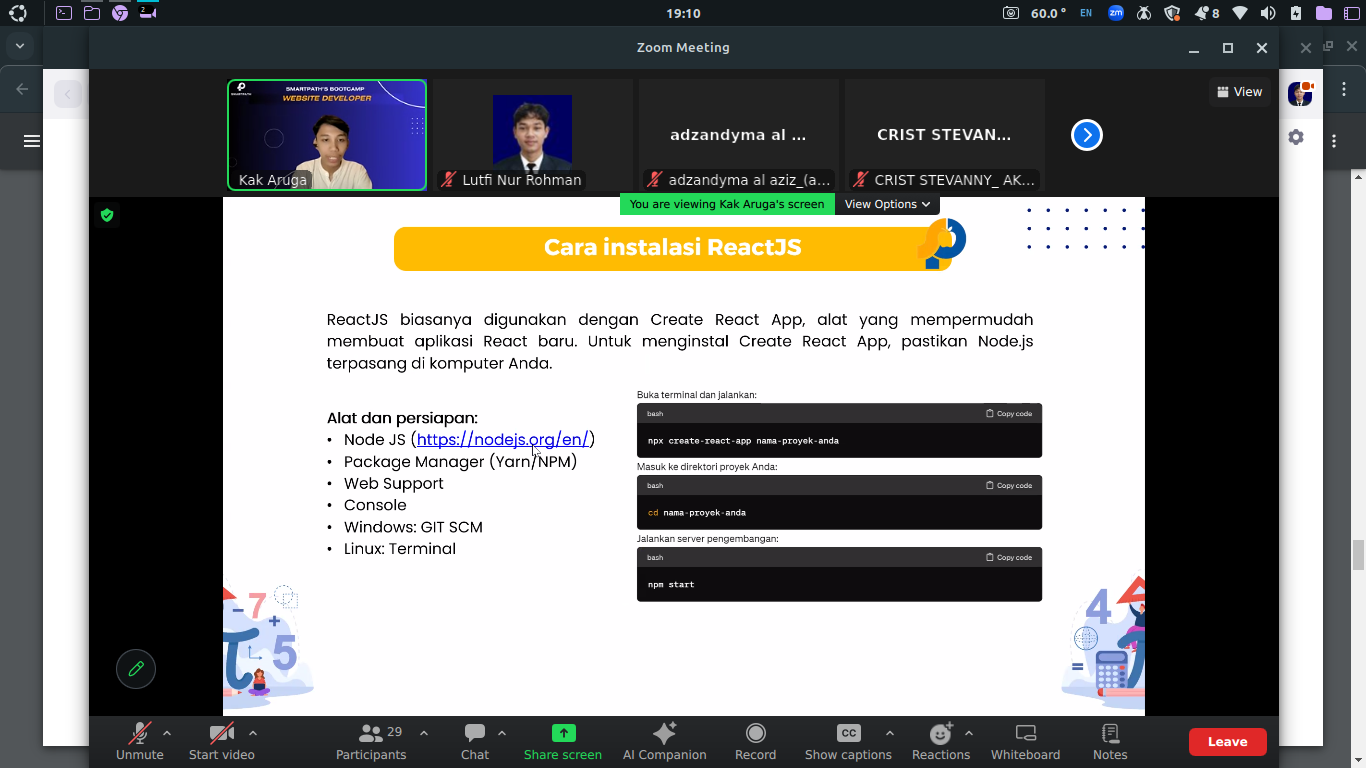 19:10
60.0 °
EN
zm
8
2
Zoom Meeting
SMARTPATH'S BOOTCAMP
WEBSITE DEVELOPER
Kak Aruga
Lutfi Nur Rohman
adzandyma al ...
adzandyma al aziz_(a...
CRIST STEVAN...
CRIST STEVANNY_ AK...
View
You are viewing Kak Aruga's screen
View Options
Cara instalasi ReactJS
ReactJS biasanya digunakan dengan Create React App, alat yang mempermudah
membuat aplikasi React baru. Untuk menginstal Create React App, pastikan Node.js
terpasang di komputer Anda.
Alat dan persiapan:
• Node JS (https://nodejs.org/en/)
• Package Manager (Yarn/NPM)
• Web Support
• Console
• Windows: GIT SCM
• Linux: Terminal
Buka terminal dan jalankan:
bash
Copy code
npx create-react-app nama-proyek-anda
Masuk ke direktori proyek Anda:
bash
Copy code
cd nama-proyek-anda
Jalankan server pengembangan:
bash
Copy code
npm start
-7
+
5
π
4
=
Unmute
Start video
29
Participants
Chat
Share screen
AI Companion
Record
CC
Show captions
Reactions
Whiteboard
Notes
Leave